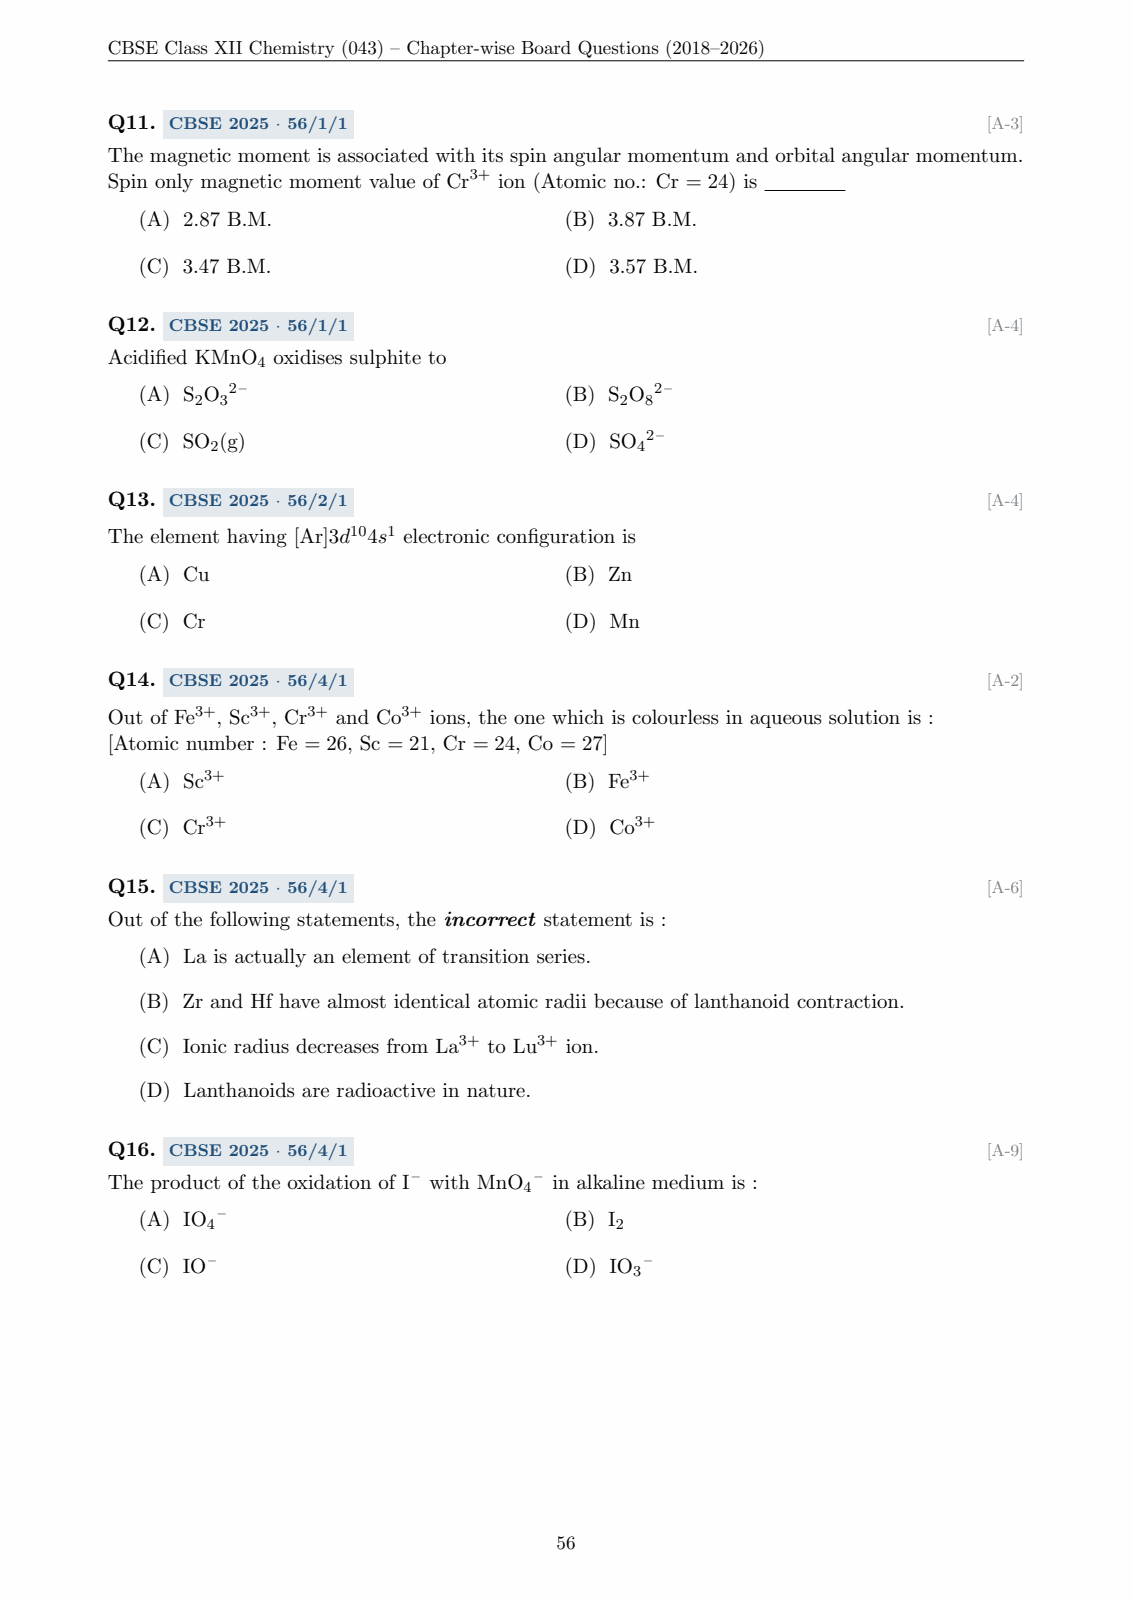 CBSE Class XII Chemistry (043) – Chapter-wise Board Questions (2018–2026)
Q11. CBSE 2025 · 56/1/1 [A-3]
The magnetic moment is associated with its spin angular momentum and orbital angular momentum.
Spin only magnetic moment value of Cr³⁺ ion (Atomic no.: Cr = 24) is ________
(A) 2.87 B.M. (B) 3.87 B.M.
(C) 3.47 B.M. (D) 3.57 B.M.
Q12. CBSE 2025 · 56/1/1 [A-4]
Acidified KMnO₄ oxidises sulphite to
(A) S₂O₃²⁻ (B) S₂O₈²⁻
(C) SO₂(g) (D) SO₄²⁻
Q13. CBSE 2025 · 56/2/1 [A-4]
The element having [Ar]3d¹⁰4s¹ electronic configuration is
(A) Cu (B) Zn
(C) Cr (D) Mn
Q14. CBSE 2025 · 56/4/1 [A-2]
Out of Fe³⁺, Sc³⁺, Cr³⁺ and Co³⁺ ions, the one which is colourless in aqueous solution is :
[Atomic number : Fe = 26, Sc = 21, Cr = 24, Co = 27]
(A) Sc³⁺ (B) Fe³⁺
(C) Cr³⁺ (D) Co³⁺
Q15. CBSE 2025 · 56/4/1 [A-6]
Out of the following statements, the incorrect statement is :
(A) La is actually an element of transition series.
(B) Zr and Hf have almost identical atomic radii because of lanthanoid contraction.
(C) Ionic radius decreases from La³⁺ to Lu³⁺ ion.
(D) Lanthanoids are radioactive in nature.
Q16. CBSE 2025 · 56/4/1 [A-9]
The product of the oxidation of I⁻ with MnO₄⁻ in alkaline medium is :
(A) IO₄⁻ (B) I₂
(C) IO⁻ (D) IO₃⁻
56